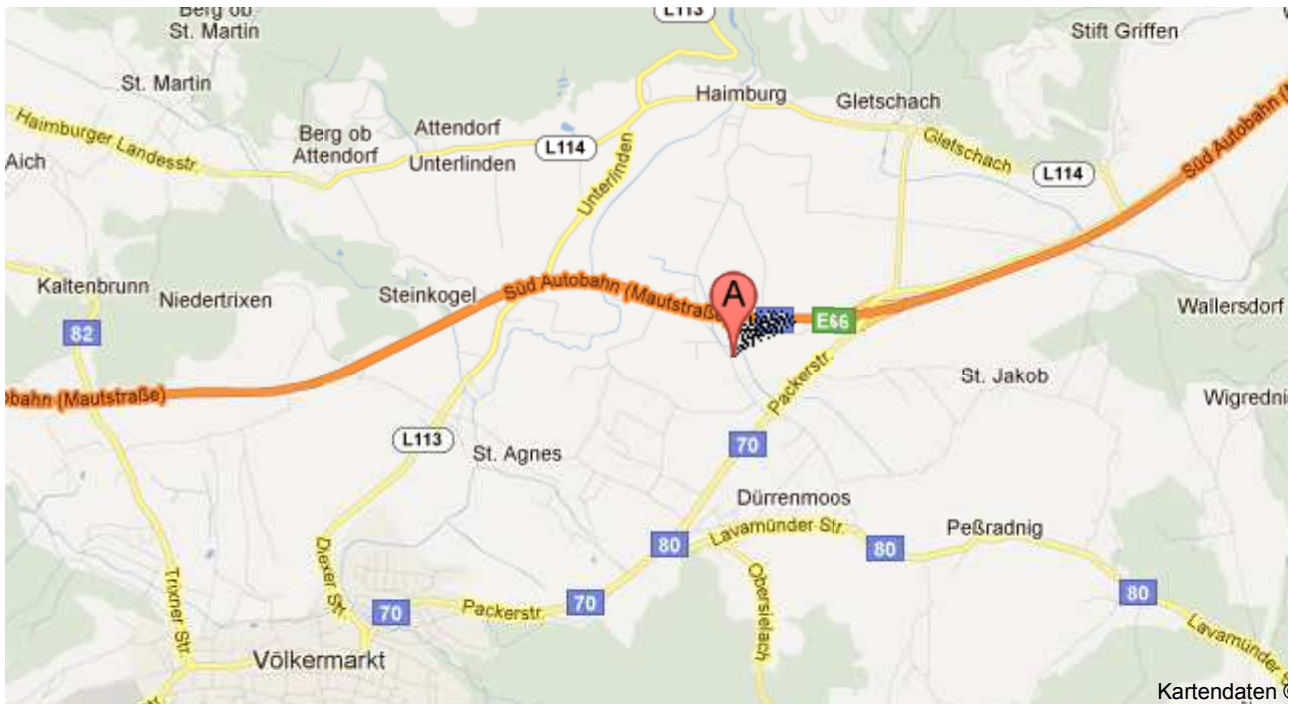 Berg ob
St. Martin
L113
Stift Griffen
St. Martin
Haimburg
Gletschach
Haimburger Landesstr.
Berg ob
Attendorf
Attendorf
L114
Unterlinden
Unterlinden
Gletschach
L114
Süd Autobahn
Aich
Kaltenbrunn
Niedertrixen
Steinkogel
Süd Autobahn (Mautstraße
A
E66
Wallersdorf
82
(Mautstraße)
Packerstr.
St. Jakob
L113
St. Agnes
70
Dürrenmoos
Lavamünder Str.
Peßradnig
80
80
80
Diexer Str.
Trixner Str.
70
Packerstr.
70
Obersielach
Lavamünder
Völkermarkt
Kartendaten ©